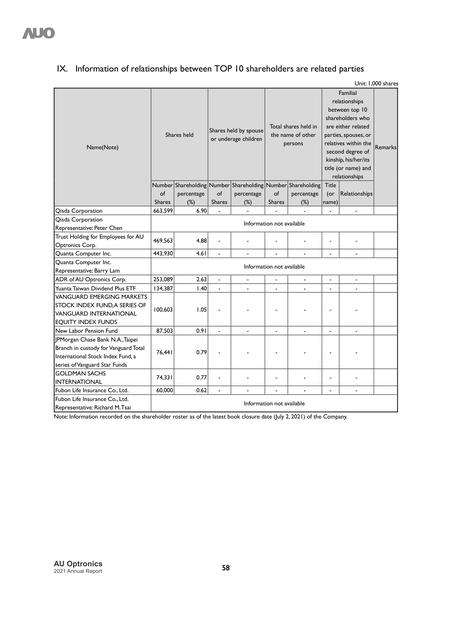 AUO
IX. Information of relationships between TOP 10 shareholders are related parties
Unit: 1,000 shares
Name(Note) Shares held Shares held by spouse or underage children Total shares held in the name of other persons Familial relationships between top 10 shareholders who are either related parties, spouses, or relatives within the second degree of kinship, his/her/its title (or name) and relationships Remarks
Number of Shares Shareholding percentage (%) Number of Shares Shareholding percentage (%) Number of Shares Shareholding percentage (%) Title (or name) Relationships
Qisda Corporation 663,599 6.90 - - - - - -
Qisda Corporation
Representative: Peter Chen Information not available
Trust Holding for Employees for AU
Optronics Corp. 469,563 4.88 - - - - - -
Quanta Computer Inc. 443,930 4.61 - - - - - -
Quanta Computer Inc.
Representative: Barry Lam Information not available
ADR of AU Optronics Corp. 253,089 2.63 - - - - - -
Yuanta Taiwan Dividend Plus ETF 134,387 1.40 - - - - - -
VANGUARD EMERGING MARKETS
STOCK INDEX FUND,A SERIES OF
VANGUARD INTERNATIONAL
EQUITY INDEX FUNDS 100,603 1.05 - - - - - -
New Labor Pension Fund 87,503 0.91 - - - - - -
JPMorgan Chase Bank N.A., Taipei
Branch in custody for Vanguard Total
International Stock Index Fund, a
series of Vanguard Star Funds 76,441 0.79 - - - - - -
GOLDMAN SACHS
INTERNATIONAL 74,331 0.77 - - - - - -
Fubon Life Insurance Co., Ltd. 60,000 0.62 - - - - - -
Fubon Life Insurance Co., Ltd.
Representative: Richard M. Tsai Information not available
Note: Information recorded on the shareholder roster as of the latest book closure date (July 2, 2021) of the Company.
AU Optronics
2021 Annual Report
58